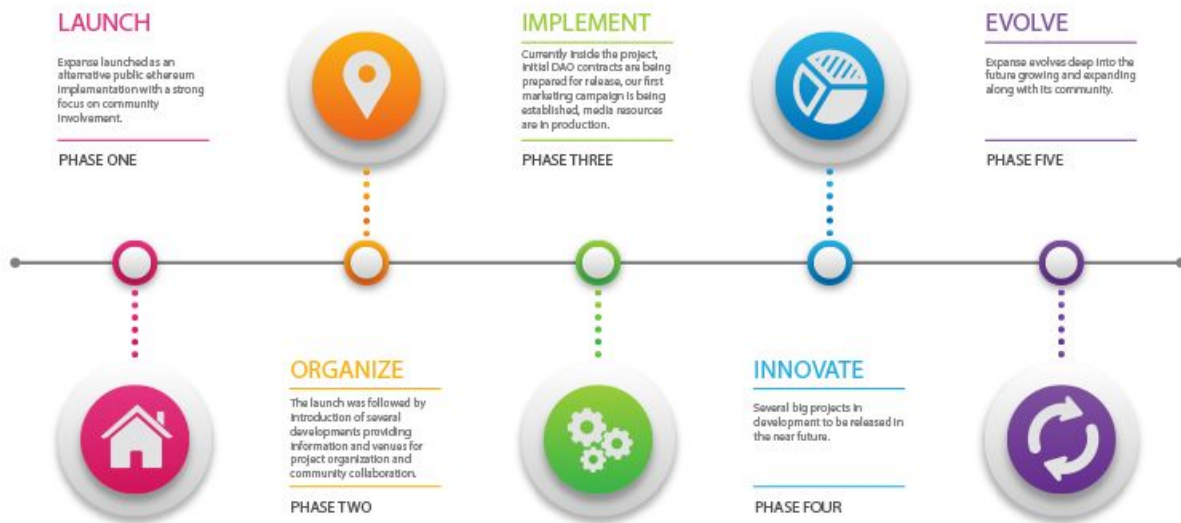 LAUNCH
Expanse launched as an
alternative public ethereum
implementation with a strong
focus on community
involvement.
PHASE ONE
ORGANIZE
The launch was followed by
introduction of several
developments providing
information and venues for
project organization and
community collaboration.
PHASE TWO
IMPLEMENT
Currently inside the project,
initial DAO contracts are being
prepared for release, our first
marketing campaign is being
established, media resources
are in production.
PHASE THREE
INNOVATE
Several big projects in
development to be released in
the near future.
PHASE FOUR
EVOLVE
Expanse evolves deep into the
future growing and expanding
along with its community.
PHASE FIVE